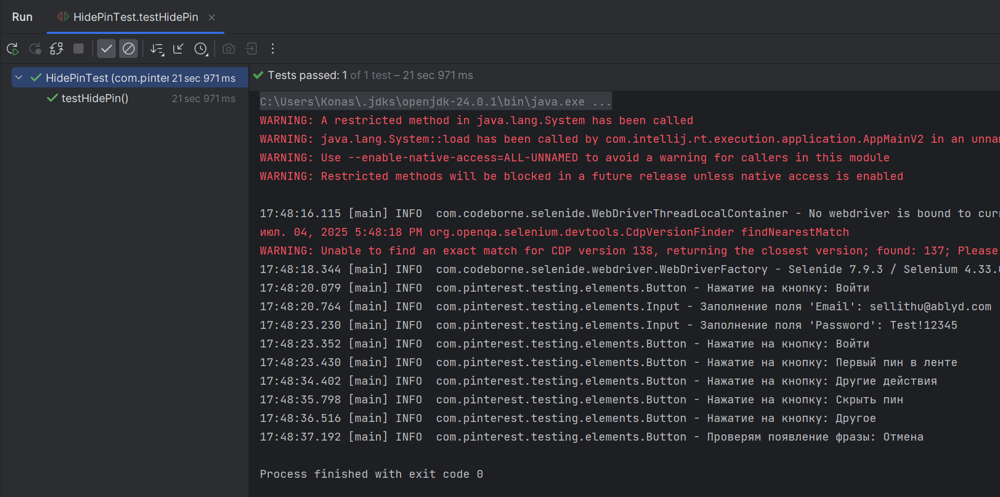 Run
HidePinTest.testHidePin
HidePinTest (com.pinter 21 sec 971 ms
testHidePin() 21 sec 971 ms
Tests passed: 1 of 1 test – 21 sec 971 ms
C:\Users\Konas\.jdks\openjdk-24.0.1\bin\java.exe ...
WARNING: A restricted method in java.lang.System has been called
WARNING: java.lang.System::load has been called by com.intellij.rt.execution.application.AppMainV2 in an unna
WARNING: Use --enable-native-access=ALL-UNNAMED to avoid a warning for callers in this module
WARNING: Restricted methods will be blocked in a future release unless native access is enabled
17:48:16.115 [main] INFO  com.codeborne.selenide.WebDriverThreadLocalContainer - No webdriver is bound to cur
июл. 04, 2025 5:48:18 PM org.openqa.selenium.devtools.CdpVersionFinder findNearestMatch
WARNING: Unable to find an exact match for CDP version 138, returning the closest version; found: 137; Please
17:48:18.344 [main] INFO  com.codeborne.selenide.webdriver.WebDriverFactory - Selenide 7.9.3 / Selenium 4.33.
17:48:20.079 [main] INFO  com.pinterest.testing.elements.Button - Нажатие на кнопку: Войти
17:48:20.764 [main] INFO  com.pinterest.testing.elements.Input - Заполнение поля 'Email': sellithu@ablyd.com
17:48:23.230 [main] INFO  com.pinterest.testing.elements.Input - Заполнение поля 'Password': Test!12345
17:48:23.352 [main] INFO  com.pinterest.testing.elements.Button - Нажатие на кнопку: Войти
17:48:23.430 [main] INFO  com.pinterest.testing.elements.Button - Нажатие на кнопку: Первый пин в ленте
17:48:34.402 [main] INFO  com.pinterest.testing.elements.Button - Нажатие на кнопку: Другие действия
17:48:35.798 [main] INFO  com.pinterest.testing.elements.Button - Нажатие на кнопку: Скрыть пин
17:48:36.516 [main] INFO  com.pinterest.testing.elements.Button - Нажатие на кнопку: Другое
17:48:37.192 [main] INFO  com.pinterest.testing.elements.Button - Проверям появление фразы: Отмена
Process finished with exit code 0